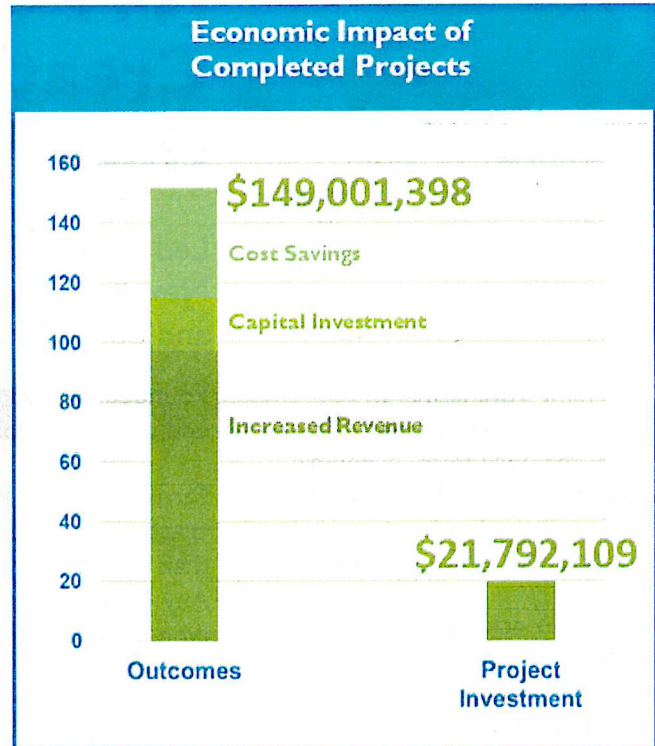 Economic Impact of
Completed Projects
160
140
120
100
80
60
40
20
0
$149,001,398
Cost Savings
Capital Investment
Increased Revenue
$21,792,109
Outcomes
Project
Investment